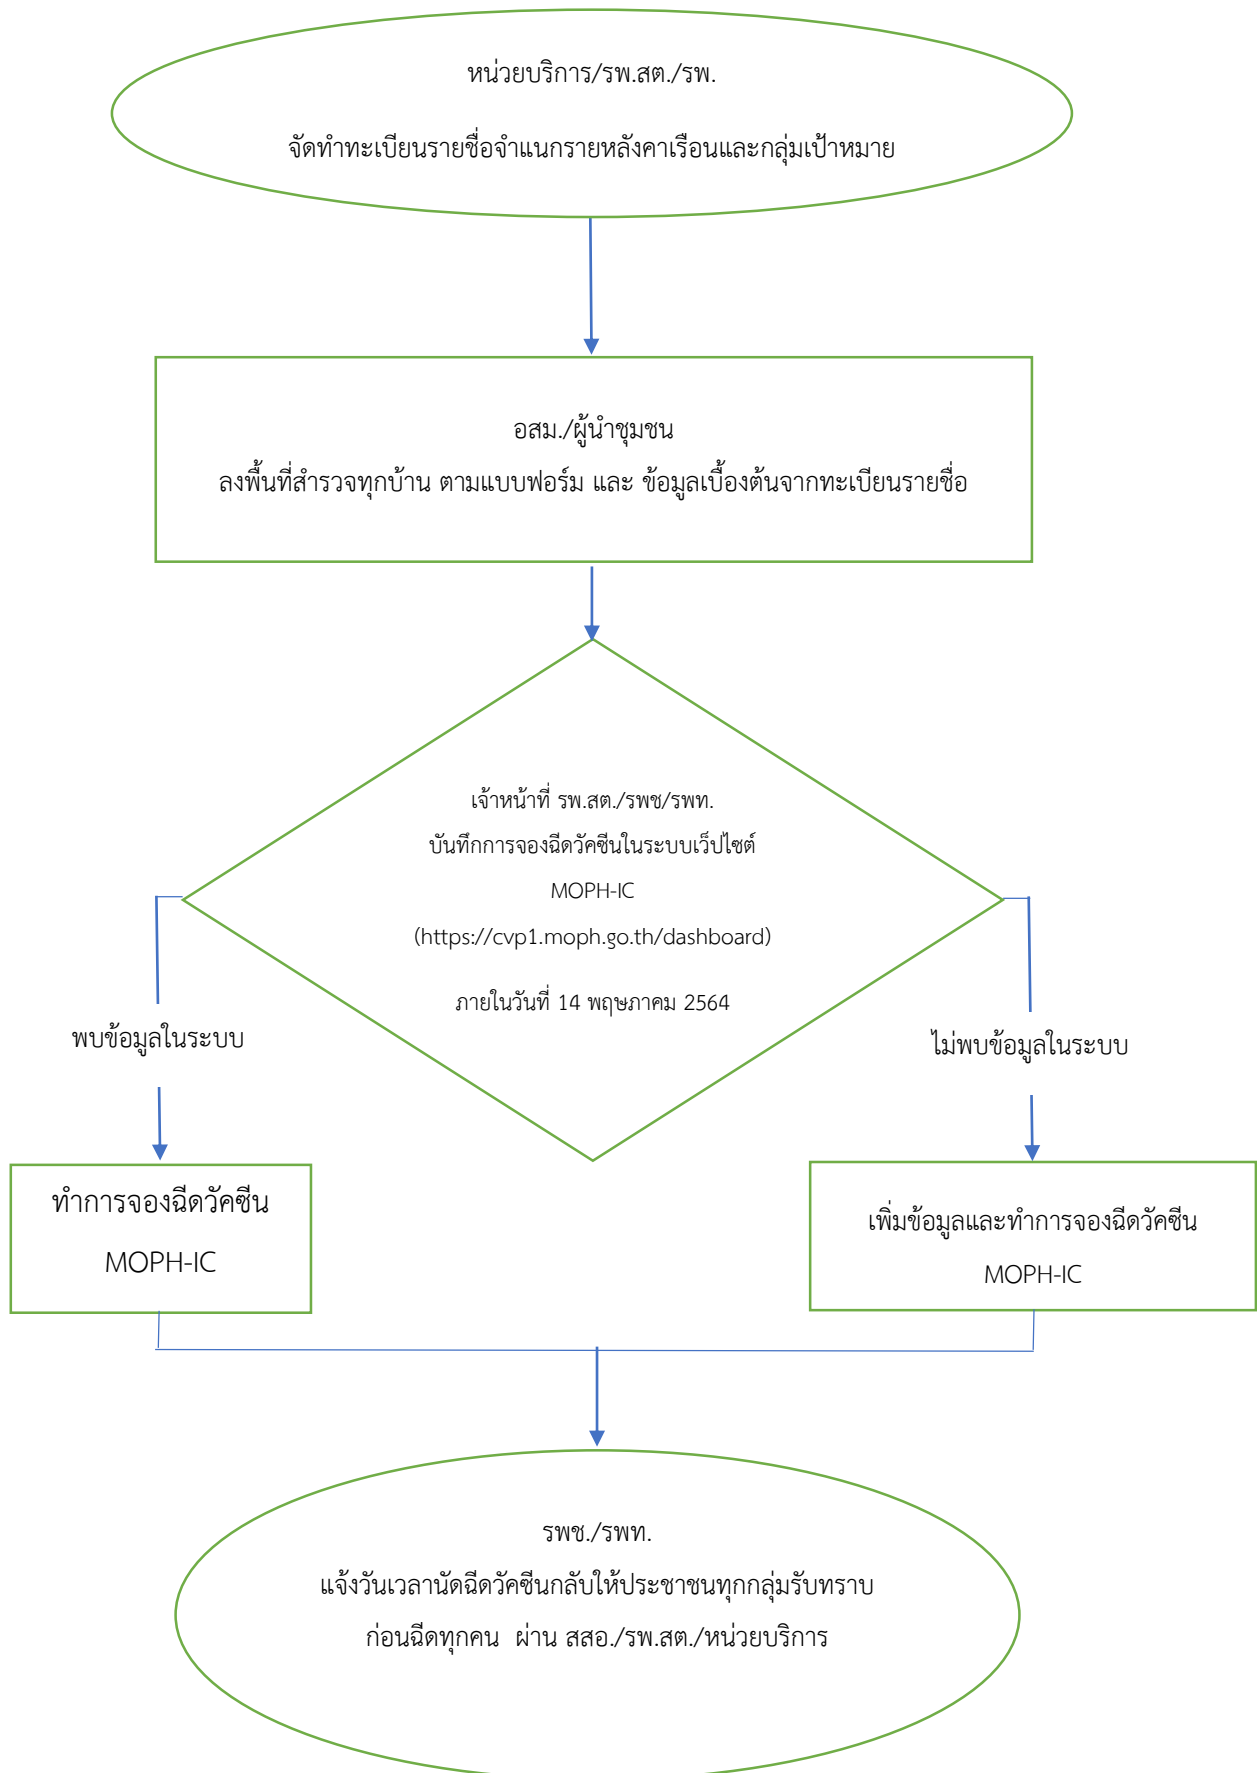 หน่วยบริการ/รพ.สต./รพ.
จัดทำทะเบียนรายชื่อจำแนกรายหลังคาเรือนและกลุ่มเป้าหมาย
อสม./ผู้นำชุมชน
ลงพื้นที่สำรวจทุกบ้าน ตามแบบฟอร์ม และ ข้อมูลเบื้องต้นจากทะเบียนรายชื่อ
เจ้าหน้าที่ รพ.สต./รพช/รพท.
บันทึกการจองฉีดวัคซีนในระบบเว็ปไซต์
MOPH-IC
(https://cvp1.moph.go.th/dashboard)
ภายในวันที่ 14 พฤษภาคม 2564
พบข้อมูลในระบบ
ไม่พบข้อมูลในระบบ
ทำการจองฉีดวัคซีน
MOPH-IC
เพิ่มข้อมูลและทำการจองฉีดวัคซีน
MOPH-IC
รพช./รพท.
แจ้งวันเวลานัดฉีดวัคซีนกลับให้ประชาชนทุกกลุ่มรับทราบ
ก่อนฉีดทุกคน ผ่าน สสอ./รพ.สต./หน่วยบริการ